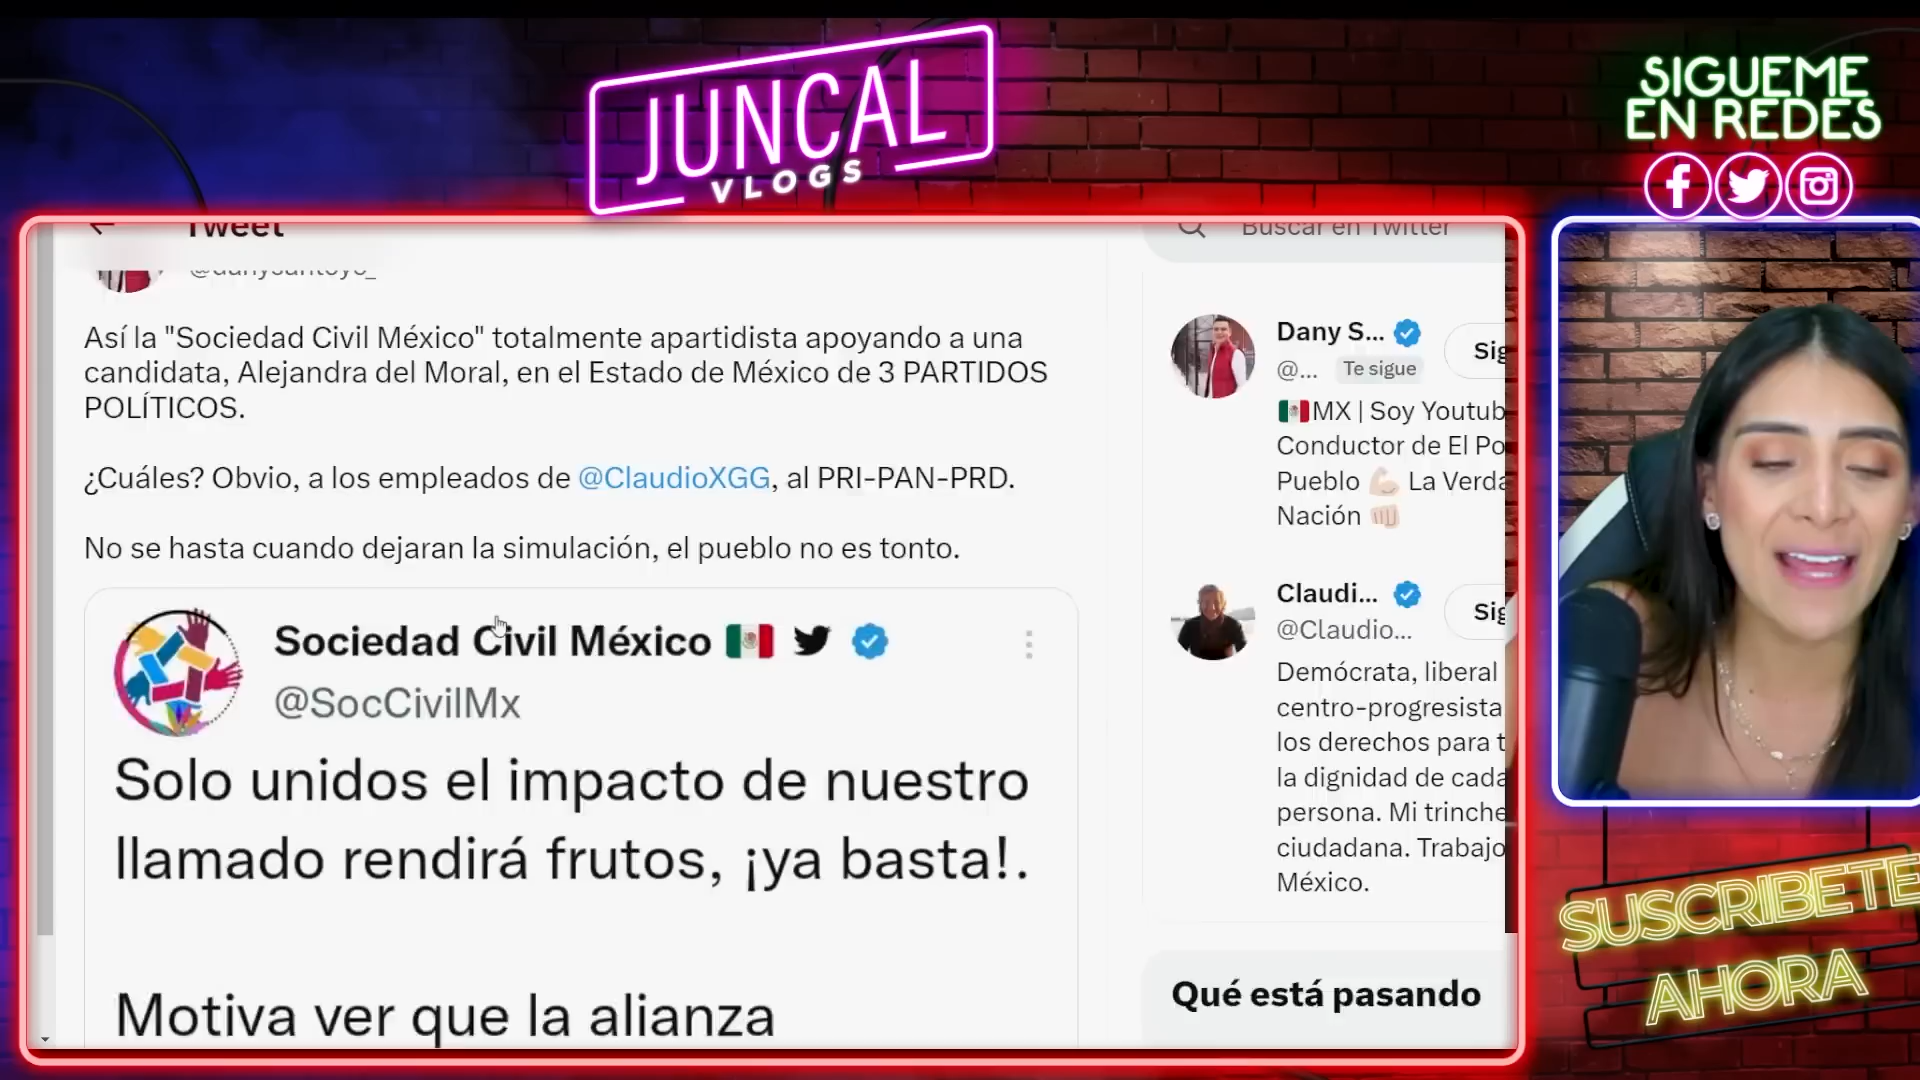 JUNCAL
VLOGS
SIGUEME
EN REDES
Tweet
Buscar en Twitter
@danysantoyo_
Así la "Sociedad Civil México" totalmente apartidista apoyando a una
candidata, Alejandra del Moral, en el Estado de México de 3 PARTIDOS
POLÍTICOS.
¿Cuáles? Obvio, a los empleados de @ClaudioXGG, al PRI-PAN-PRD.
No se hasta cuando dejaran la simulación, el pueblo no es tonto.
Sociedad Civil México
@SocCivilMx
Solo unidos el impacto de nuestro
llamado rendirá frutos, ¡ya basta!.
Motiva ver que la alianza
Dany S...
Sig
@... Te sigue
MX | Soy Youtub
Conductor de El Po
Pueblo La Verda
Nación
Claudi...
Sig
@Claudio...
Demócrata, liberal
centro-progresista
los derechos para t
la dignidad de cada
persona. Mi trinche
ciudadana. Trabajo
México.
Qué está pasando
SUSCRIBETE
AHORA